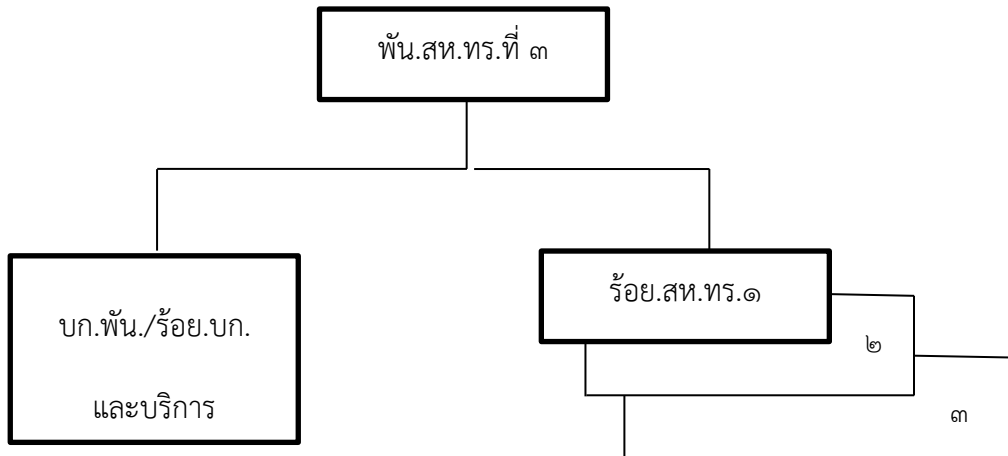 พัน.สห.ทร.ที่ ๓
ร้อย.สห.ทร.๑
บก.พัน./ร้อย.บก.
และบริการ
๒
๓